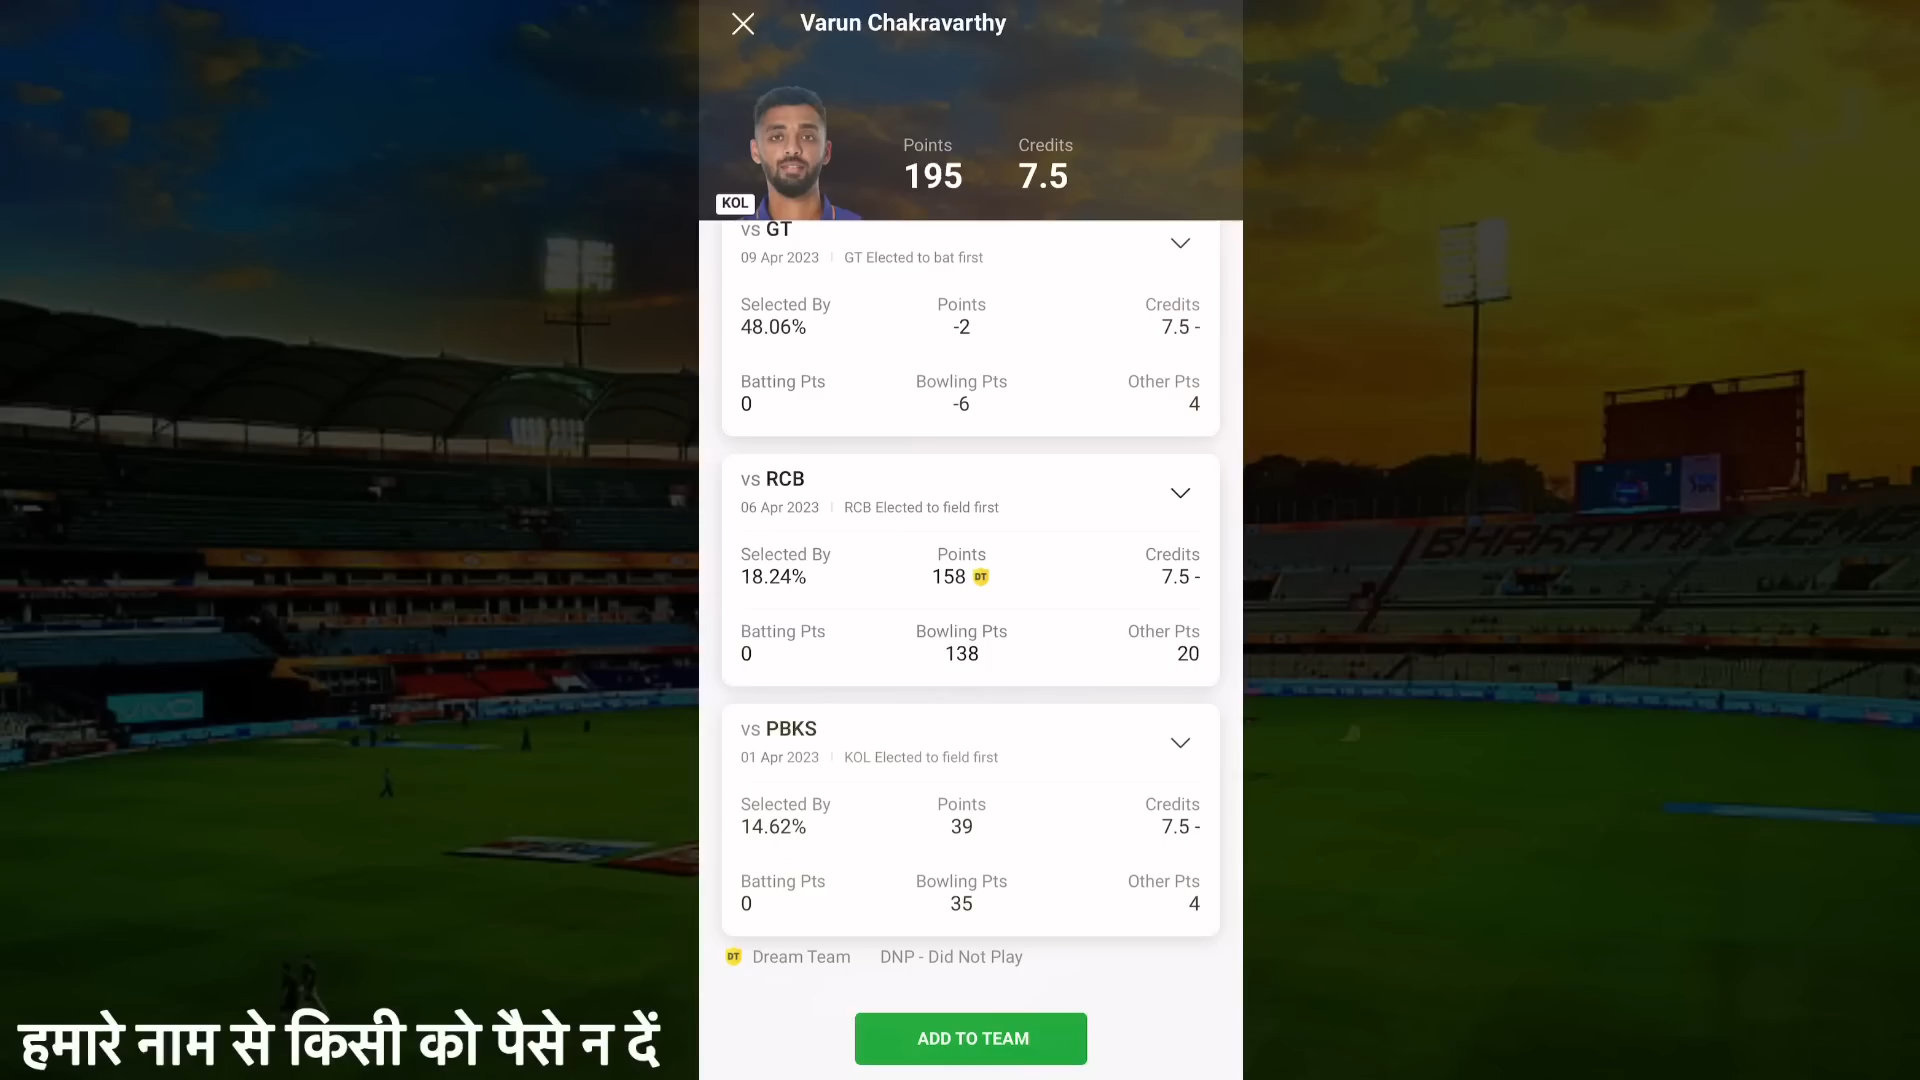 Varun Chakravarthy
Points
Credits
195
7.5
KOL
vs GT
09 Apr 2023 | GT Elected to bat first
Selected By
Points
Credits
48.06%
-2
7.5 -
Batting Pts
Bowling Pts
Other Pts
0
-6
4
vs RCB
06 Apr 2023 | RCB Elected to field first
Selected By
Points
Credits
18.24%
158 DT
7.5 -
Batting Pts
Bowling Pts
Other Pts
0
138
20
vs PBKS
01 Apr 2023 | KOL Elected to field first
Selected By
Points
Credits
14.62%
39
7.5 -
Batting Pts
Bowling Pts
Other Pts
0
35
4
DT Dream Team
DNP - Did Not Play
ADD TO TEAM
हमारे नाम से किसी को पैसे न दें
VIVO
BHARATHI CEME